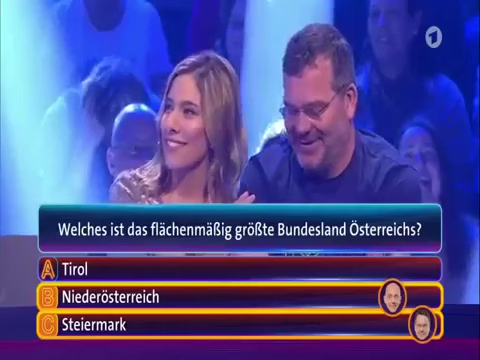 Welches ist das flächenmäßig größte Bundesland Österreichs?
A Tirol
B Niederösterreich
C Steiermark